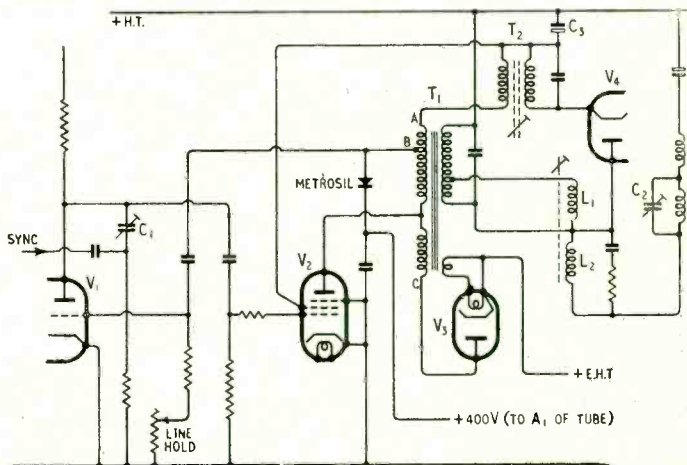 + H.T.
T2
C3
V4
T1
A
B
METROSIL
C1
SYNC
V1
V2
L1
C2
L2
C
V3
+ E.H.T
+400V (TO A1 OF TUBE)
LINE
HOLD